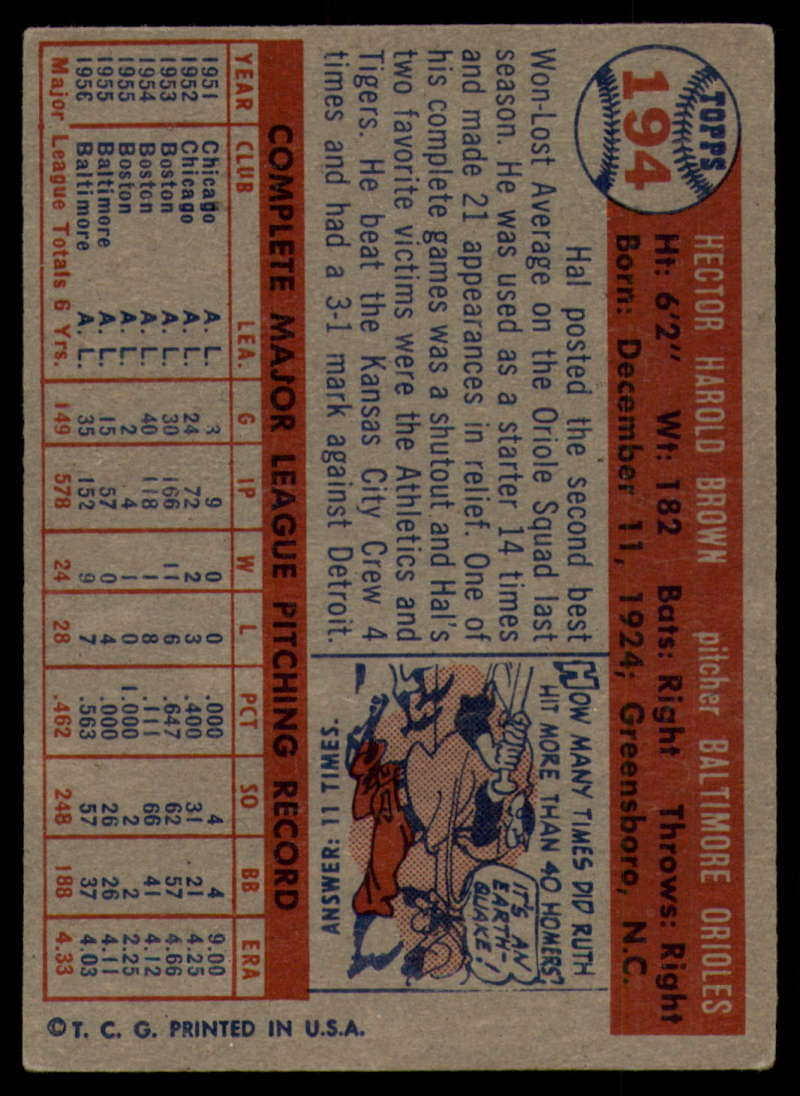 TOPPS
194
HECTOR HAROLD BROWN pitcher BALTIMORE ORIOLES
Ht: 6'2" Wt: 182 Bats: Right Throws: Right
Born: December 11, 1924; Greensboro, N.C.
Hal posted the second best
Won-Lost Average on the Oriole Squad last
season. He was used as a starter 14 times
and made 21 appearances in relief. One of
his complete games was a shutout and Hal's
two favorite victims were the Athletics and
Tigers. He beat the Kansas City Crew 4
times and had a 3-1 mark against Detroit.
HOW MANY TIMES DID RUTH
HIT MORE THAN 40 HOMERS?
IT'S AN
EARTH-
QUAKE!
ANSWER: 11 TIMES.
COMPLETE MAJOR LEAGUE PITCHING RECORD
YEAR CLUB LEA. G IP W L PCT SO BB ERA
1951 Chicago A. L. 3 9 0 0 .000 4 4 9.00
1952 Chicago A. L. 24 72 2 3 .400 31 21 4.25
1953 Boston A. L. 30 166 11 6 .647 62 57 4.66
1954 Boston A. L. 40 118 1 8 .111 66 41 4.12
1955 Boston A. L. 2 4 1 0 1.000 2 2 2.25
1955 Baltimore A. L. 15 57 0 4 .000 26 26 4.11
1956 Baltimore A. L. 35 152 9 7 .563 57 37 4.03
Major League Totals 6 Yrs. 149 578 24 28 .462 248 188 4.33
© T. C. G. PRINTED IN U.S.A.